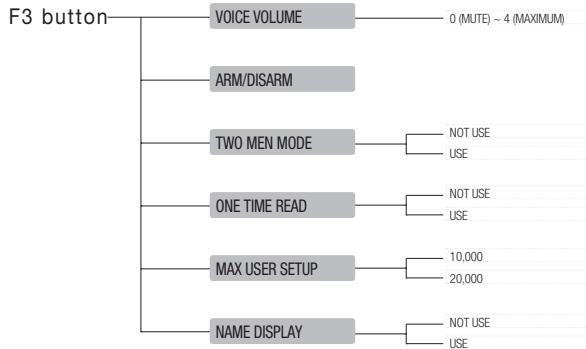 F3 button
VOICE VOLUME
0 (MUTE) ~ 4 (MAXIMUM)
ARM/DISARM
TWO MEN MODE
NOT USE
USE
ONE TIME READ
NOT USE
USE
MAX USER SETUP
10,000
20,000
NAME DISPLAY
NOT USE
USE